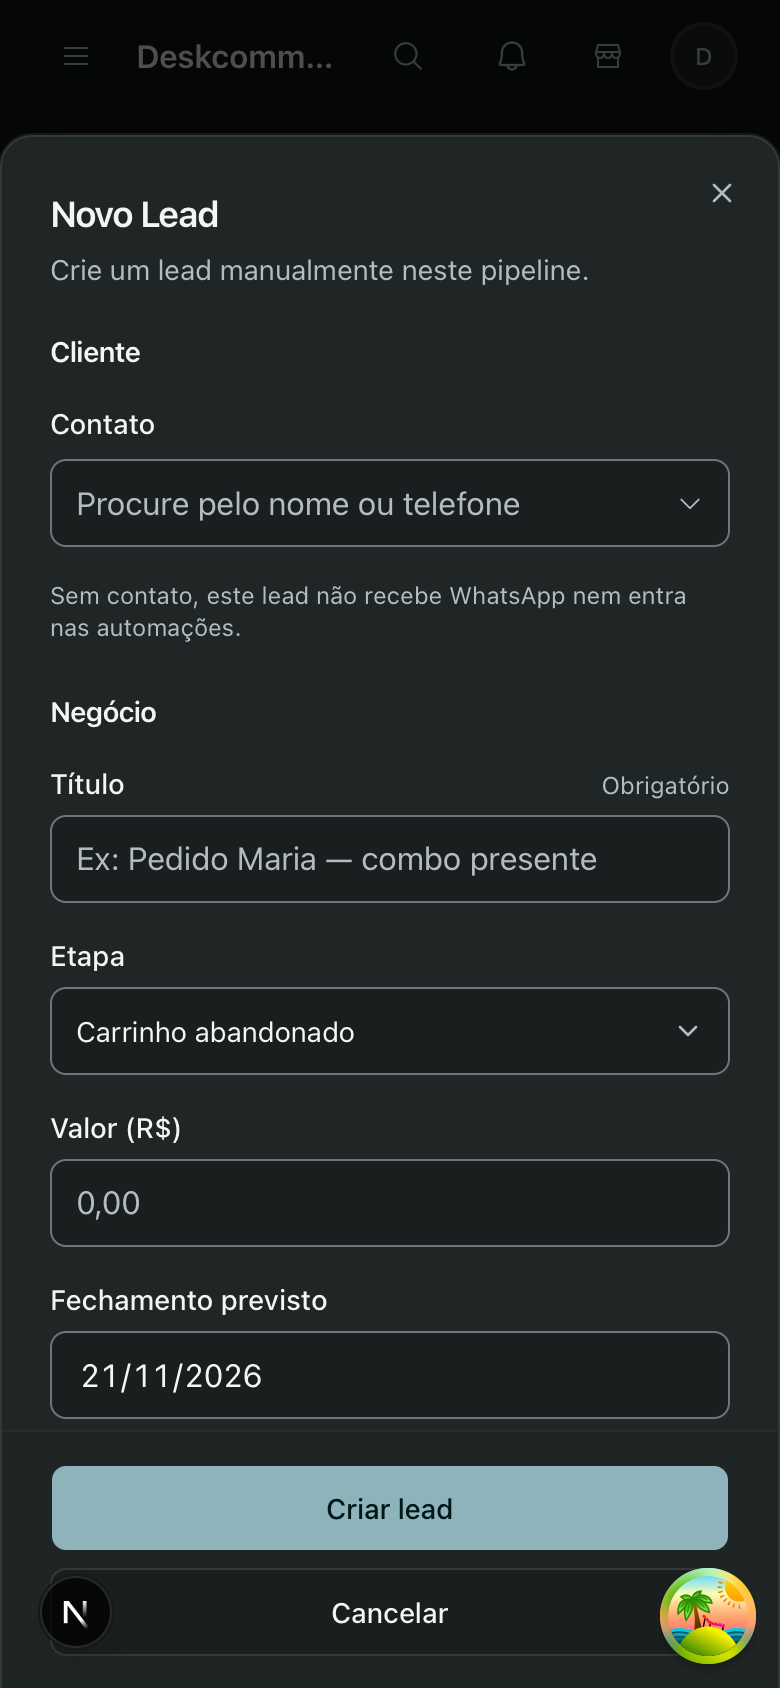 Deskcomm...
D
Novo Lead
Crie um lead manualmente neste pipeline.
Cliente
Contato
Procure pelo nome ou telefone
Sem contato, este lead não recebe WhatsApp nem entra
nas automações.
Negócio
Título
Obrigatório
Ex: Pedido Maria — combo presente
Etapa
Carrinho abandonado
Valor (R$)
0,00
Fechamento previsto
21/11/2026
Criar lead
N
Cancelar